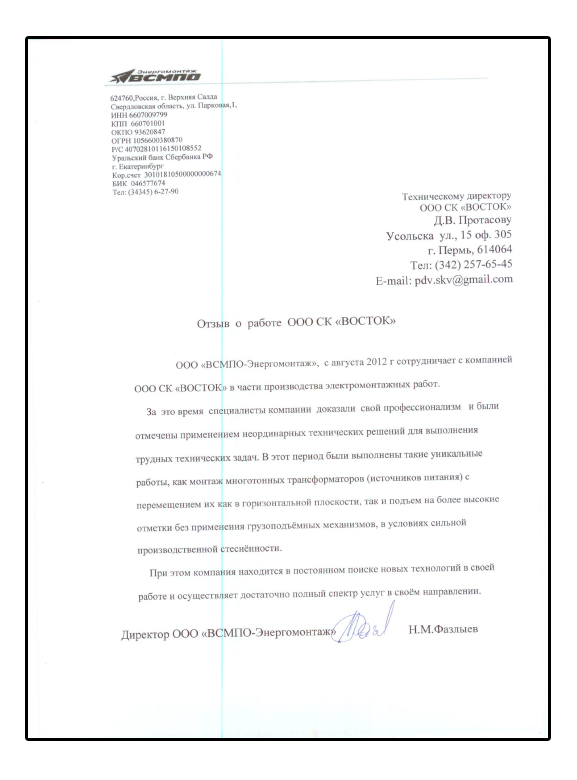 Энергомонтаж
ВСМПО
624760,Россия, г. Верхняя Салда
Свердловская область, ул. Парковая,1,
ИНН 6607009799
КПП 660701001
ОКПО 93620847
ОГРН 1056600380870
Р/С 40702810116150108552
Уральский банк Сбербанка РФ
г. Екатеринбург
Кор.счет 30101810500000000674
БИК 046577674
Тел: (34345) 6-27-90
Техническому директору
ООО СК «ВОСТОК»
Д.В. Протасову
Усольска ул., 15 оф. 305
г. Пермь, 614064
Тел: (342) 257-65-45
E-mail: pdv.skv@gmail.com
Отзыв о работе ООО СК «ВОСТОК»
ООО «ВСМПО-Энергомонтаж», с августа 2012 г сотрудничает с компанией
ООО СК «ВОСТОК» в части производства электромонтажных работ.
За это время специалисты компании доказали свой профессионализм и были
отмечены применением неординарных технических решений для выполнения
трудных технических задач. В этот период были выполнены такие уникальные
работы, как монтаж многотонных трансформаторов (источников питания) с
перемещением их как в горизонтальной плоскости, так и подъем на более высокие
отметки без применения грузоподъёмных механизмов, в условиях сильной
производственной стеснённости.
При этом компания находится в постоянном поиске новых технологий в своей
работе и осуществляет достаточно полный спектр услуг в своём направлении.
Директор ООО «ВСМПО-Энергомонтаж» Н.М.Фазлыев